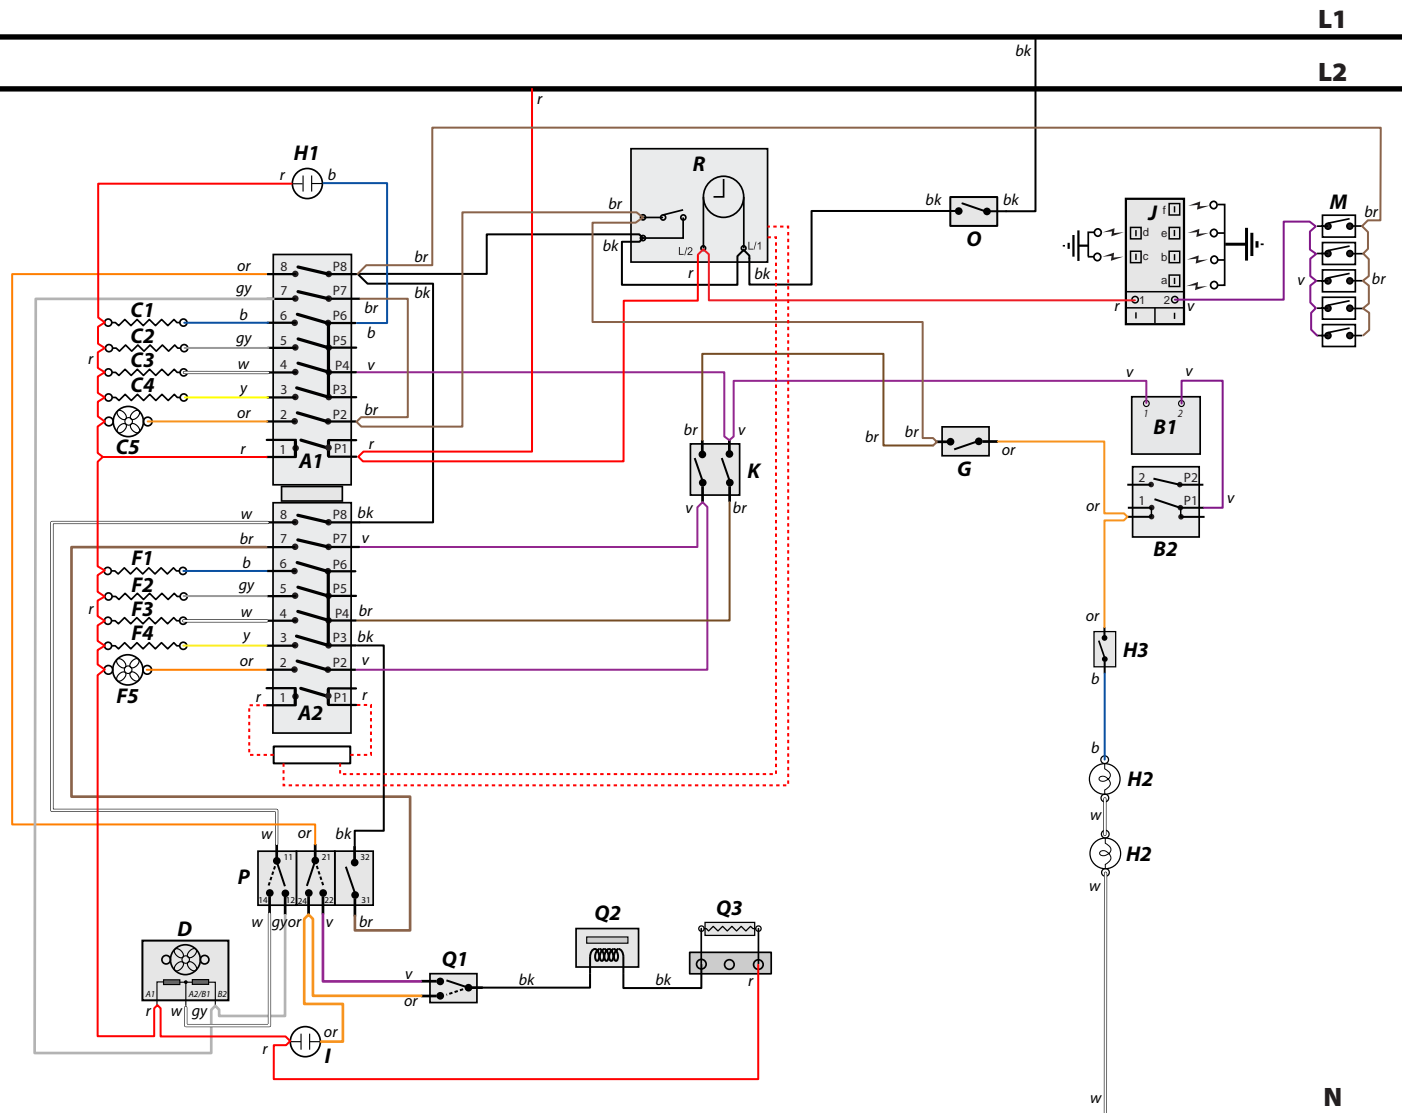 L1
bk
L2
r
H1
r b
R
br
bk
L/2
L/1
r
bk
bk bk
O
J
f
d
e
c
b
a
r 1 2 v
M
br
v
br
or 8 P8 br
gy 7 P7 bk
br
C1 b 6 P6
b
C2 gy 5 P5
r
C3 w 4 P4 v
C4 y 3 P3
or 2 P2 br
C5
r 1 P1 r
A1
br v
K
v br
br br
G
or
v v
1 2
B1
2 P2
1 P1 v
or
B2
w 8 P8 bk
br 7 P7 v
F1 b 6 P6
F2 gy 5 P5
r
F3 w 4 P4 br
F4 y 3 P3 bk
or 2 P2 v
F5
r 1 P1 r
A2
or
H3
b
b
H2
w
H2
w
w
w or bk
11 21 32
P
14 12 24 22 31
w gy or v br
D
A1 A2/B1 B2
r w gy
r
or
I
Q1
v
or
bk
Q2
bk
Q3
r
N